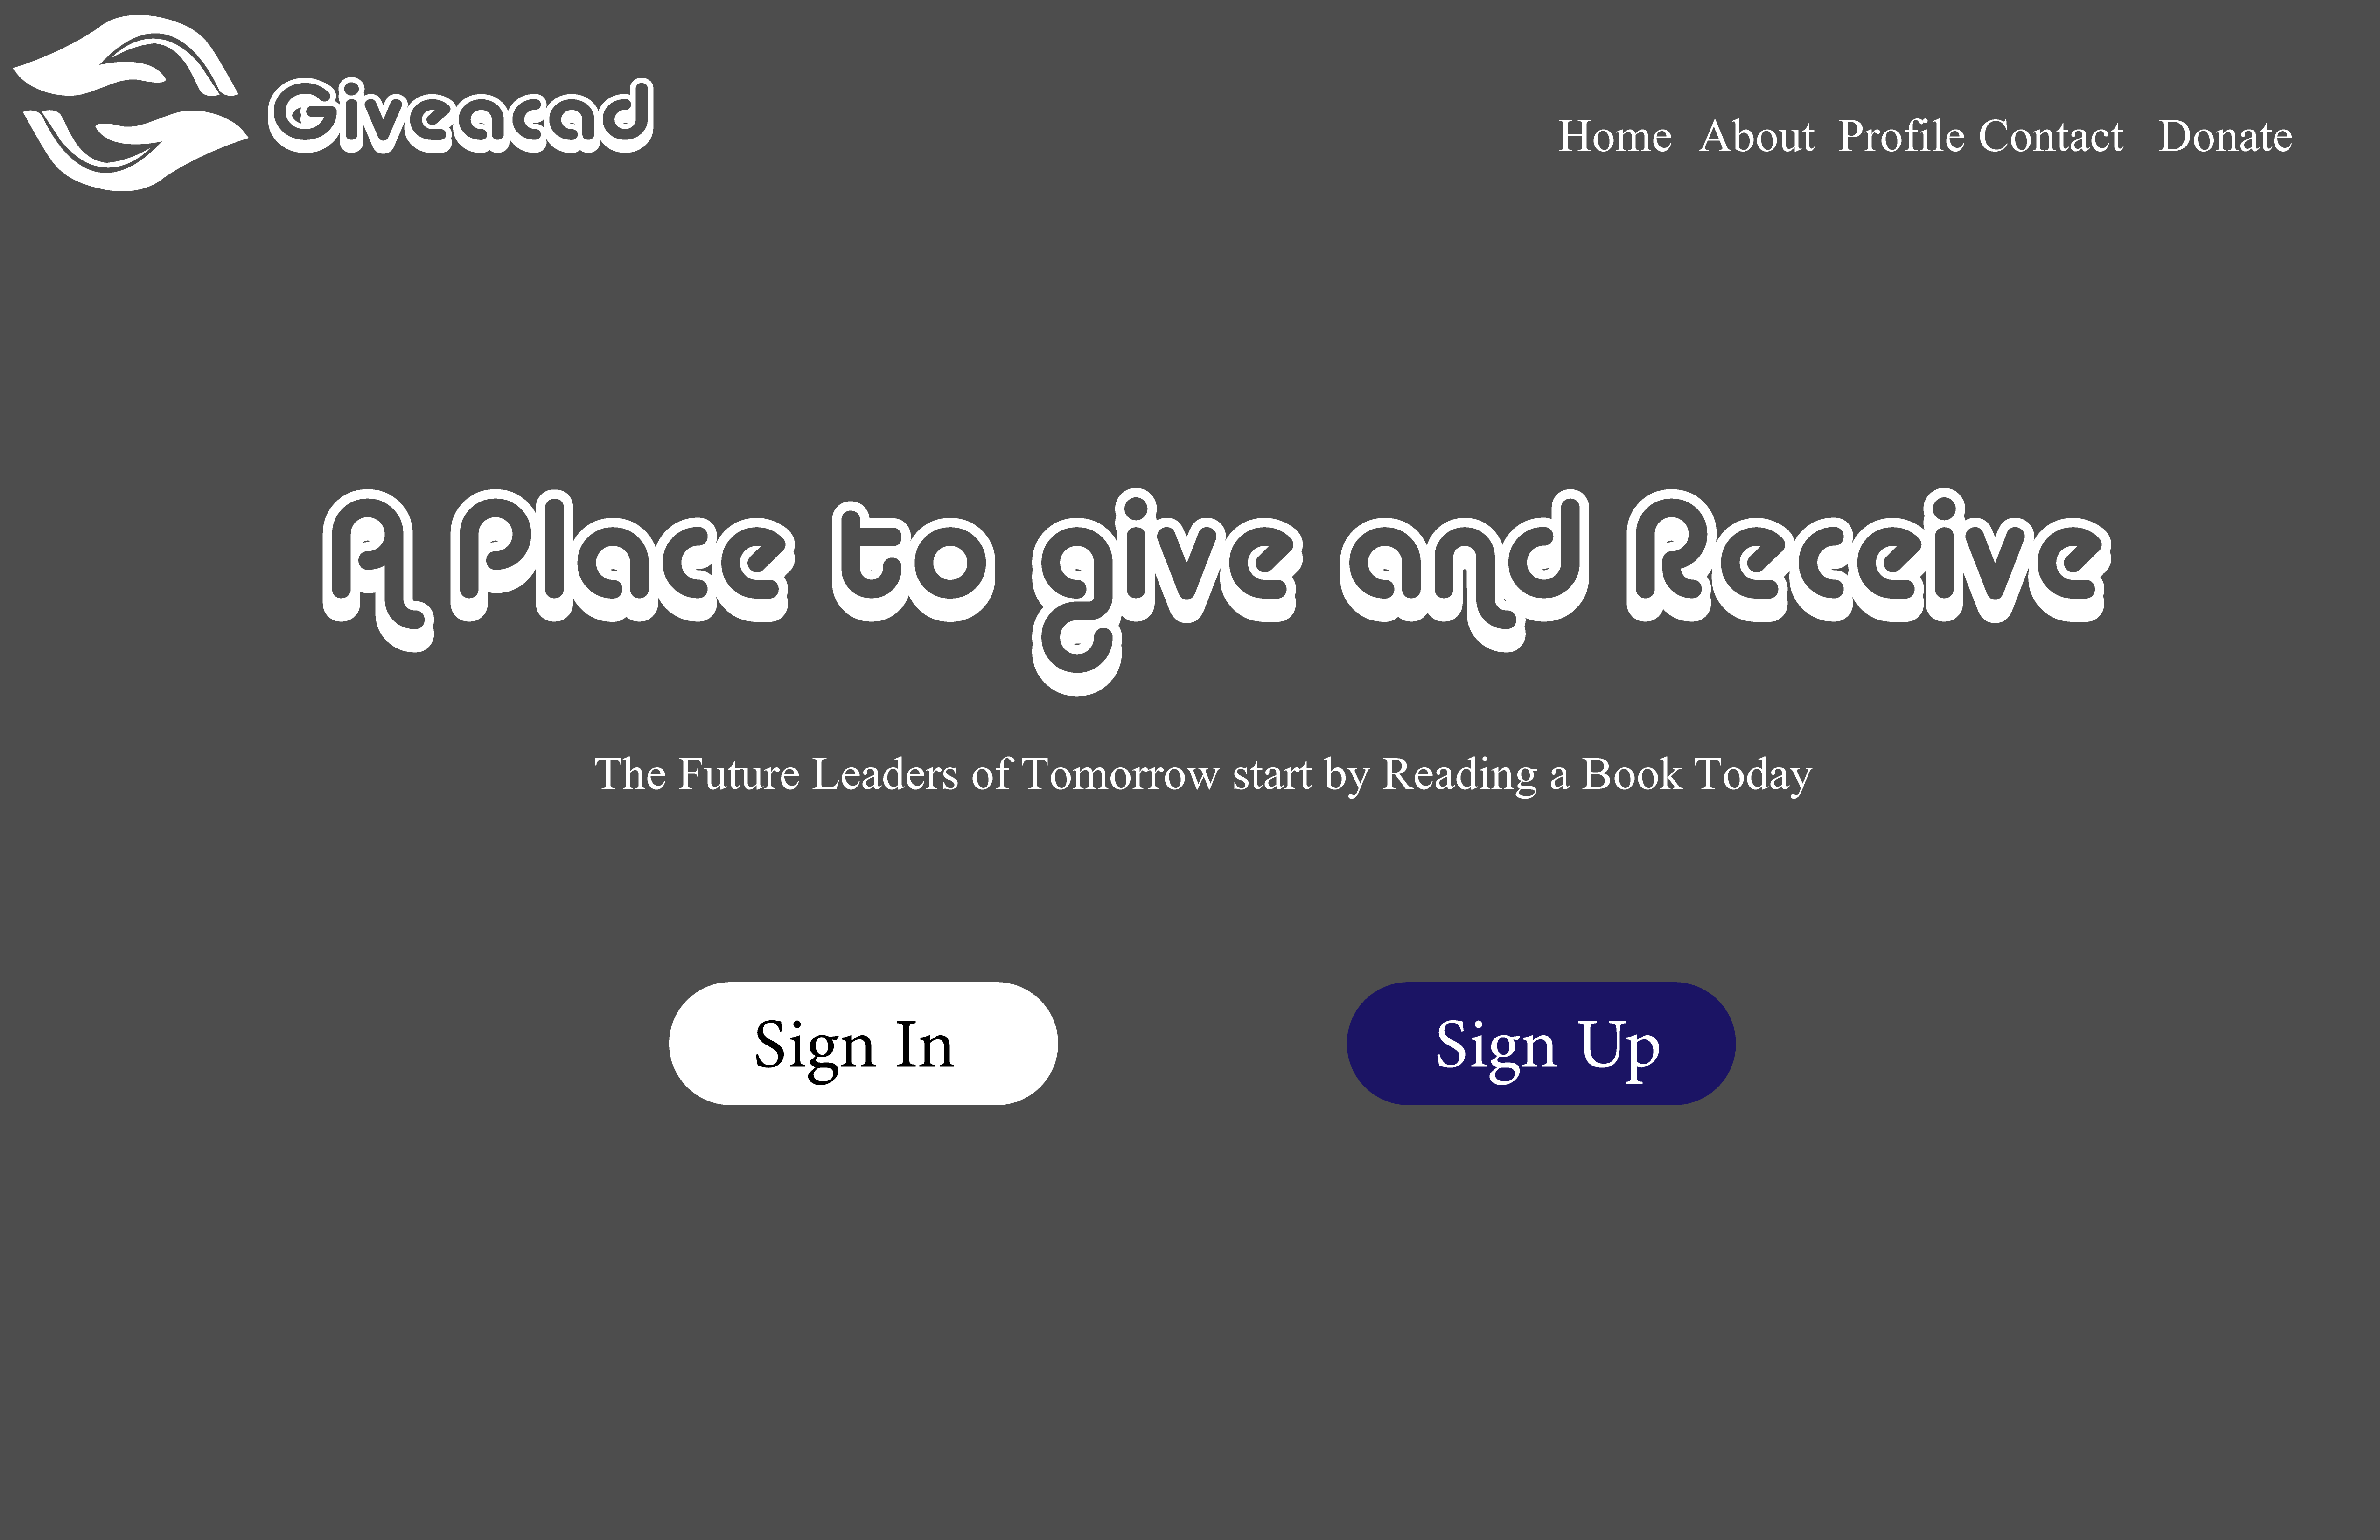 Giveacad
Home About Profile Contact Donate
A Place to give and Receive
The Future Leaders of Tomorrow start by Reading a Book Today
Sign In
Sign Up